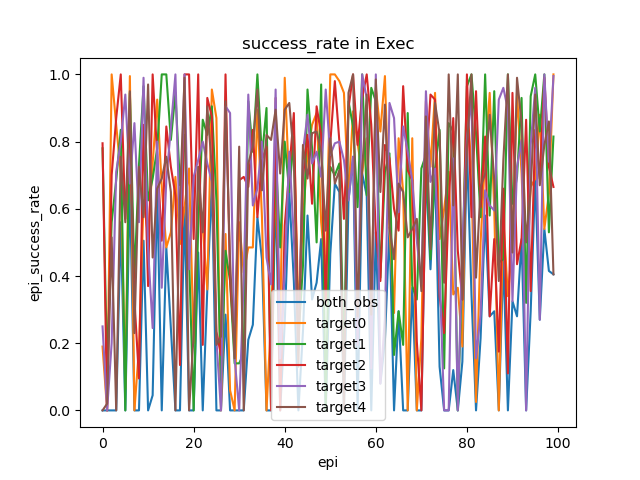 success_rate in Exec
epi_success_rate
1.0
0.8
0.6
0.4
0.2
0.0
both_obs
target0
target1
target2
target3
target4
0 20 40 60 80 100
epi